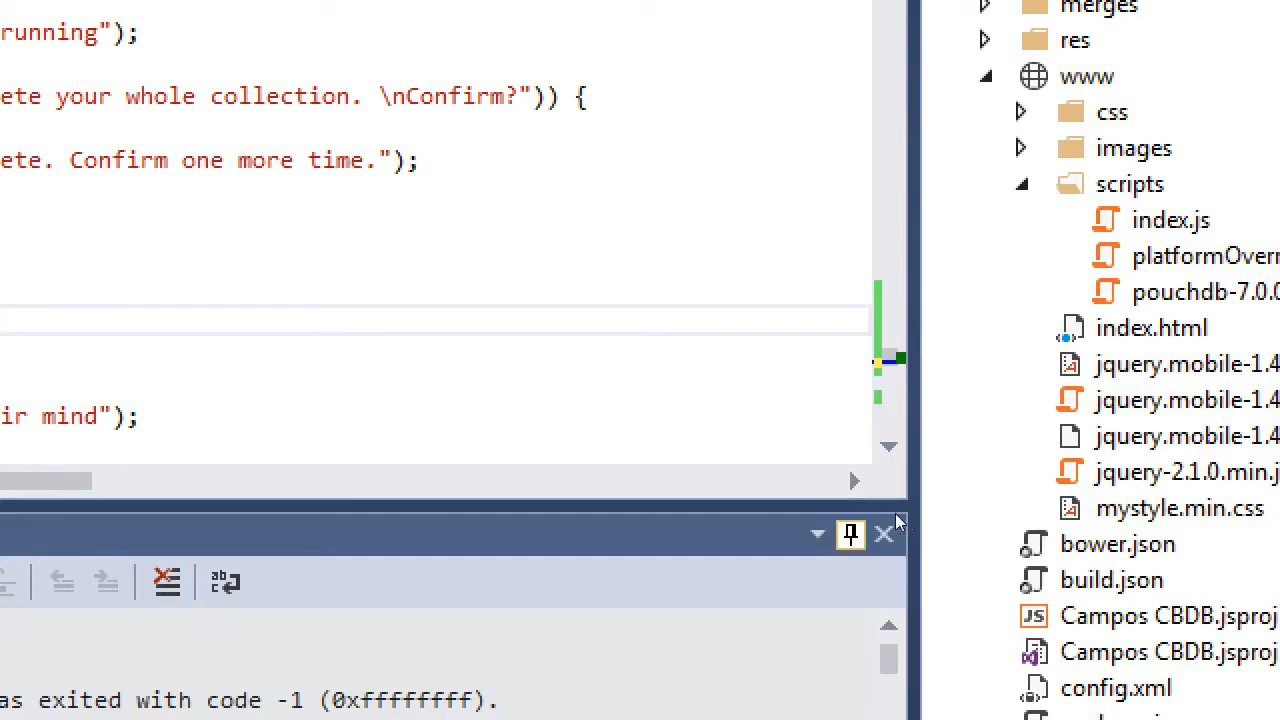 running");
ete your whole collection. \nConfirm?")) {
ete. Confirm one more time.");
ir mind");
as exited with code -1 (0xffffffff).
merges
res
www
css
images
scripts
index.js
platformOverr
pouchdb-7.0.0
index.html
jquery.mobile-1.4
jquery.mobile-1.4
jquery.mobile-1.4
jquery-2.1.0.min.j
mystyle.min.css
bower.json
build.json
JS Campos CBDB.jsproj
Campos CBDB.jsproj
config.xml